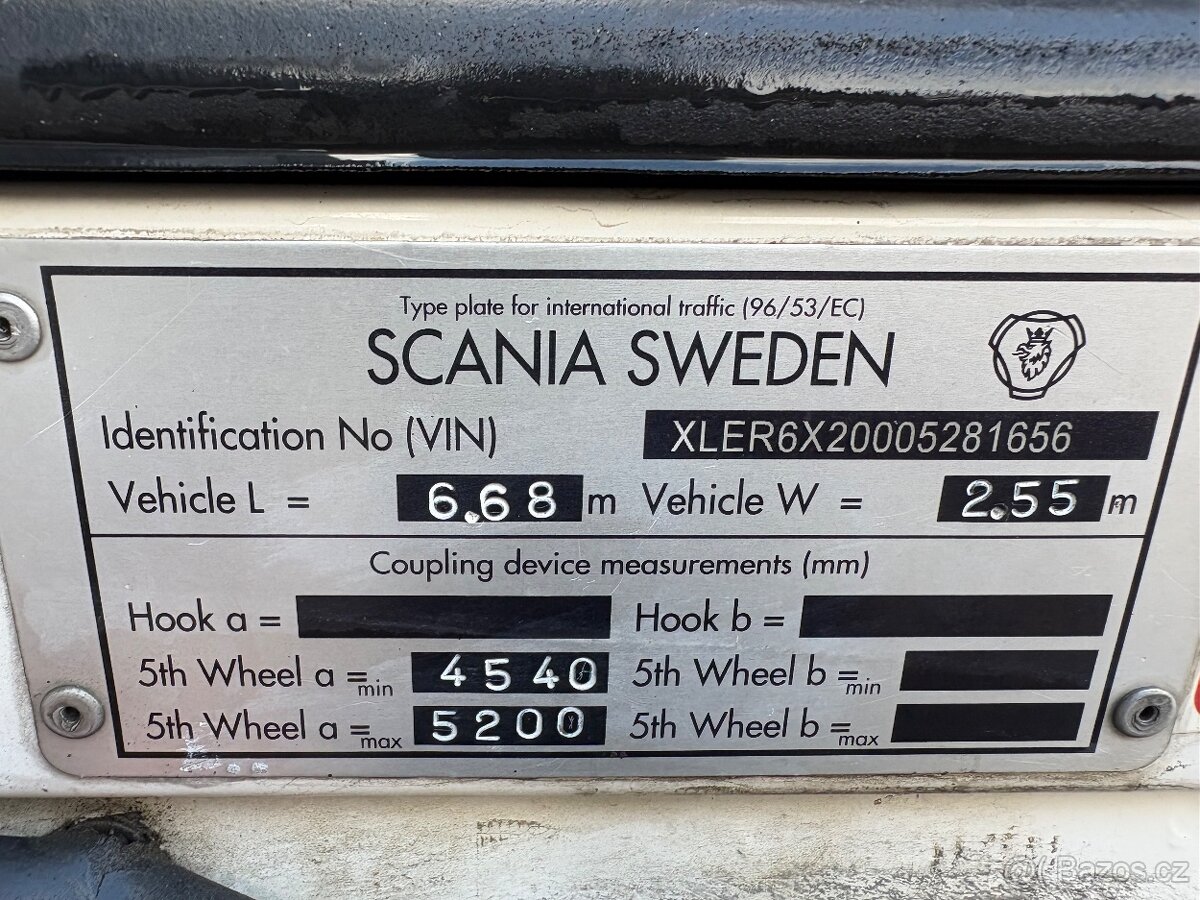 Type plate for international traffic (96/53/EC)
SCANIA SWEDEN
Identification No (VIN) XLER6X20005281656
Vehicle L = 6.68 m Vehicle W = 2.55 m
Coupling device measurements (mm)
Hook a = Hook b =
5th Wheel a =min 4540 5th Wheel b =min
5th Wheel a =max 5200 5th Wheel b =max
Bazos.cz